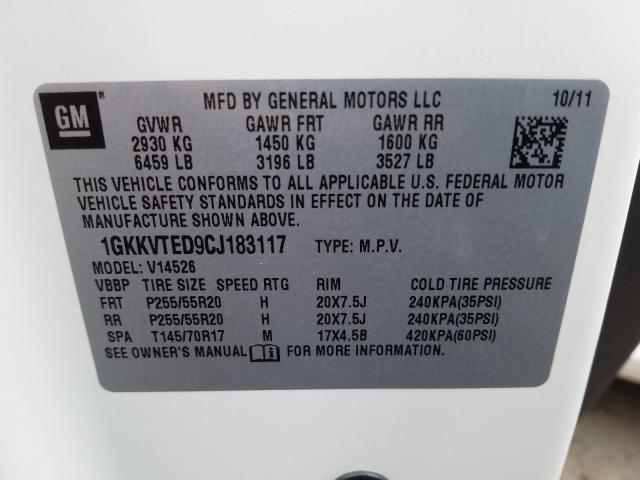 GM ®
MFD BY GENERAL MOTORS LLC 10/11
GVWR GAWR FRT GAWR RR
2930 KG 1450 KG 1600 KG
6459 LB 3196 LB 3527 LB
THIS VEHICLE CONFORMS TO ALL APPLICABLE U.S. FEDERAL MOTOR
VEHICLE SAFETY STANDARDS IN EFFECT ON THE DATE OF
MANUFACTURE SHOWN ABOVE.
1GKKVTED9CJ183117 TYPE: M.P.V.
MODEL: V14526
VBBP TIRE SIZE SPEED RTG RIM COLD TIRE PRESSURE
FRT P255/55R20 H 20X7.5J 240KPA(35PSI)
RR P255/55R20 H 20X7.5J 240KPA(35PSI)
SPA T145/70R17 M 17X4.5B 420KPA(60PSI)
SEE OWNER'S MANUAL FOR MORE INFORMATION.